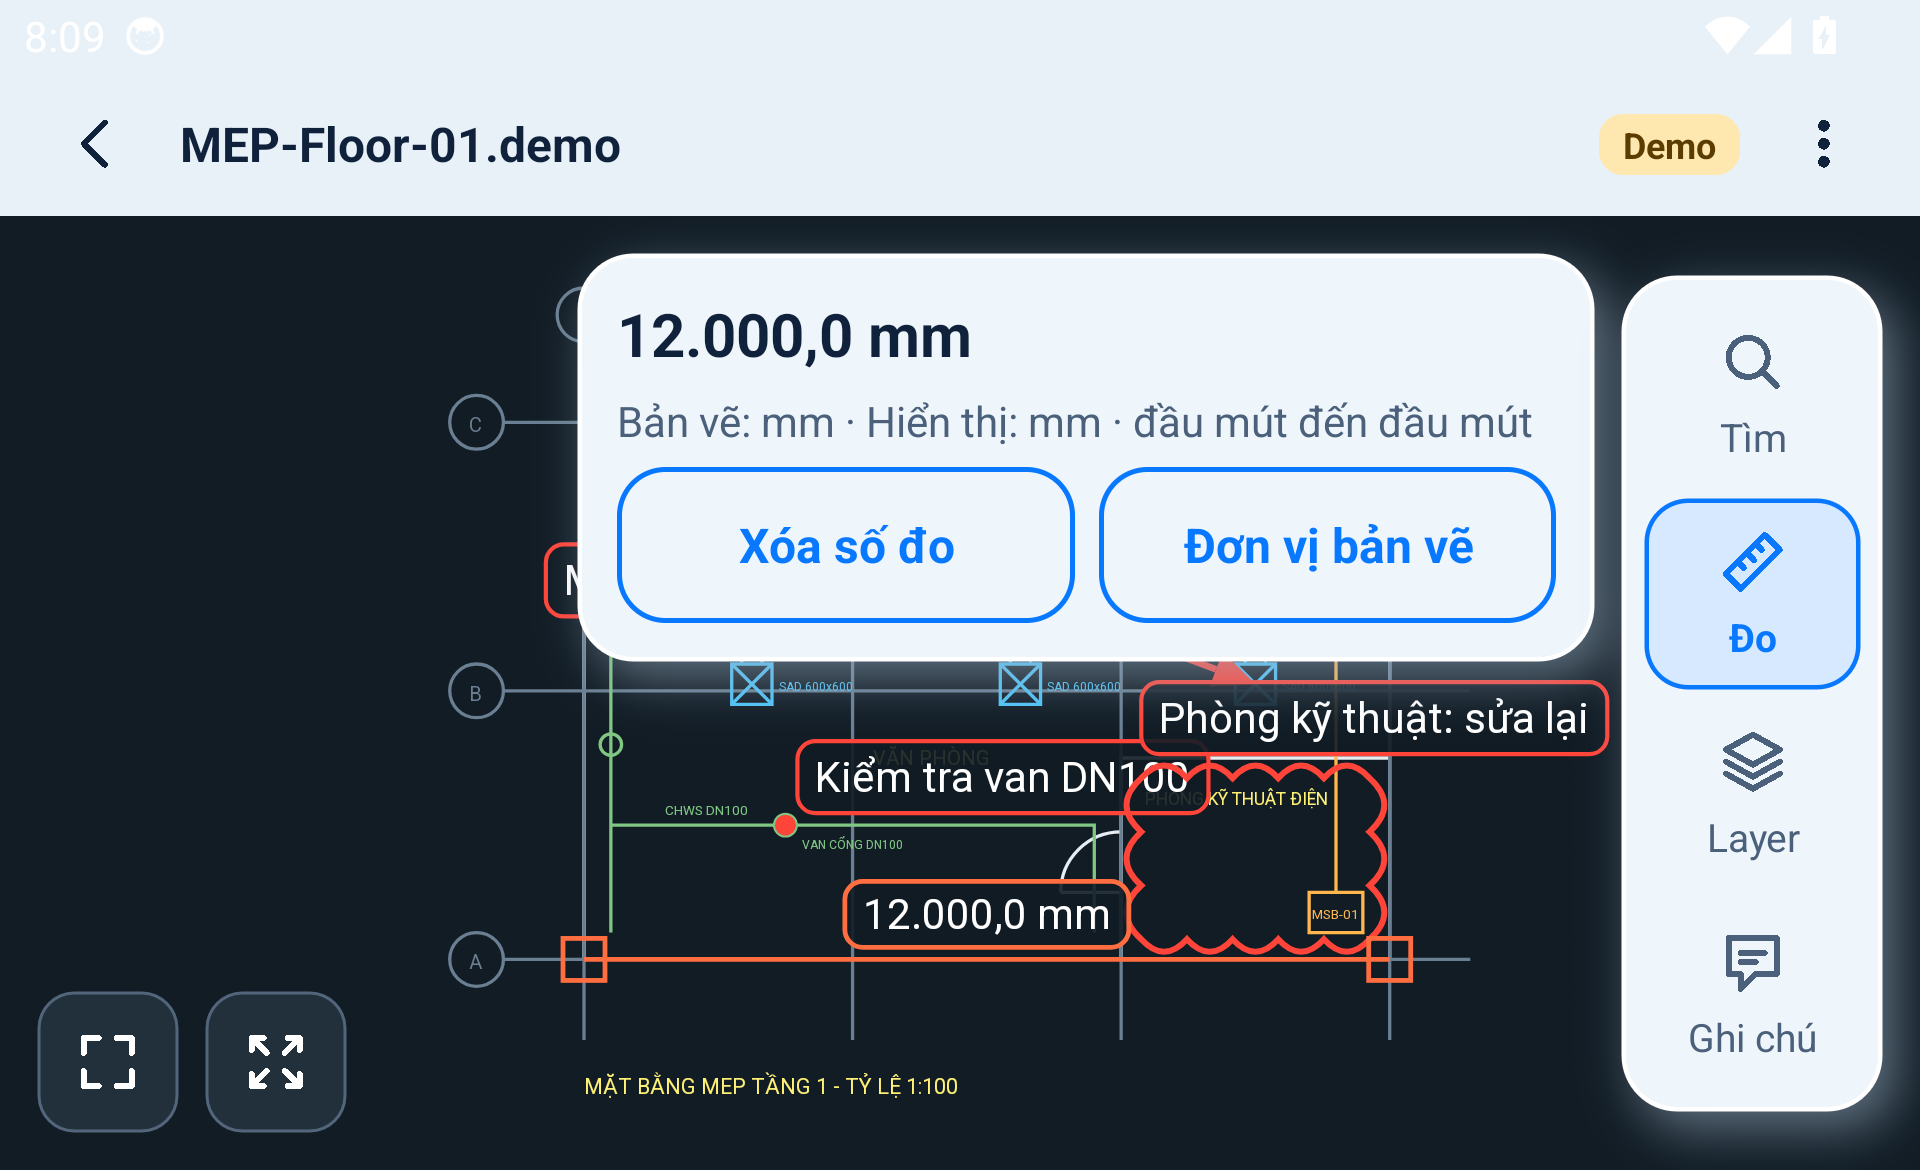 8:09
MEP-Floor-01.demo
Demo
12.000,0 mm
Bản vẽ: mm · Hiển thị: mm · đầu mút đến đầu mút
Xóa số đo
Đơn vị bản vẽ
Tìm
Đo
Layer
Ghi chú
C
B
SAD 600x600
SAD 600x600
Phòng kỹ thuật: sửa lại
VĂN PHÒNG
Kiểm tra van DN100
PHÒNG KỸ THUẬT ĐIỆN
CHWS DN100
VAN CỔNG DN100
12.000,0 mm
MSB-01
A
MẶT BẰNG MEP TẦNG 1 - TỶ LỆ 1:100